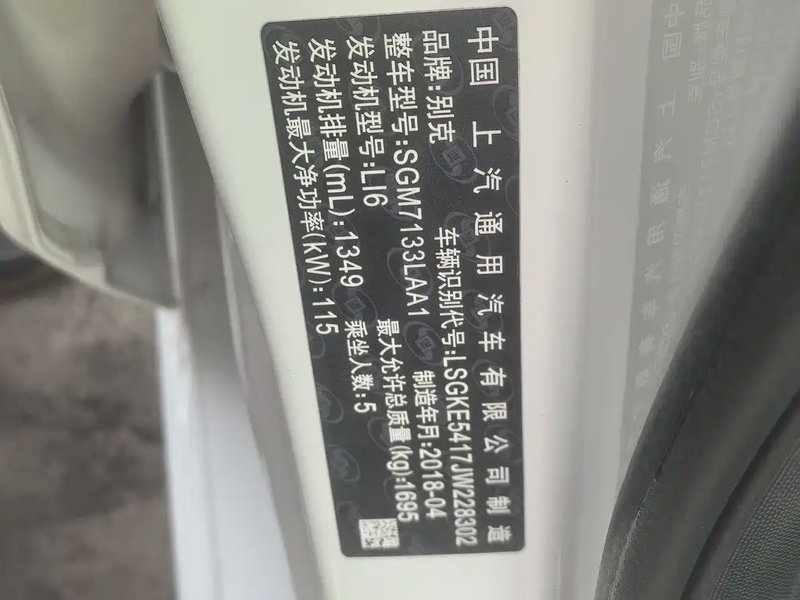 中国 上汽通用汽车有限公司制造
品牌:别克 车辆识别代号:LSGKE5417JW228302
整车型号:SGM7133LAA1 制造年月:2018-04
发动机型号:LI6 最大允许总质量(kg):1695
发动机排量(mL):1349 乘坐人数:5
发动机最大净功率(kW):115